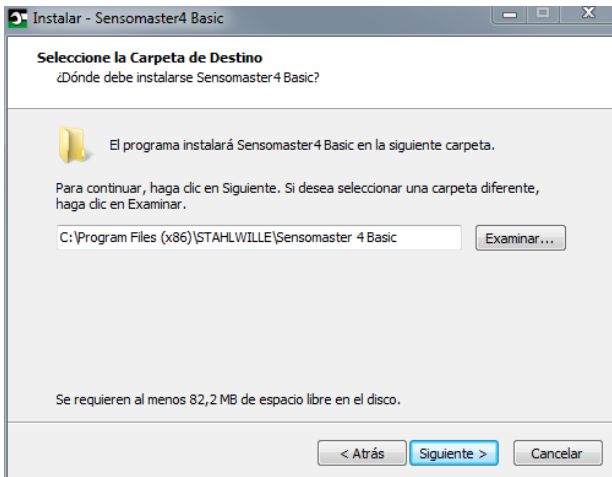 Instalar - Sensomaster4 Basic
Seleccione la Carpeta de Destino
¿Dónde debe instalarse Sensomaster4 Basic?
El programa instalará Sensomaster4 Basic en la siguiente carpeta.
Para continuar, haga clic en Siguiente. Si desea seleccionar una carpeta diferente,
haga clic en Examinar.
C:\Program Files (x86)\STAHLWILLE\Sensomaster 4 Basic
Examinar...
Se requieren al menos 82,2 MB de espacio libre en el disco.
< Atrás
Siguiente >
Cancelar